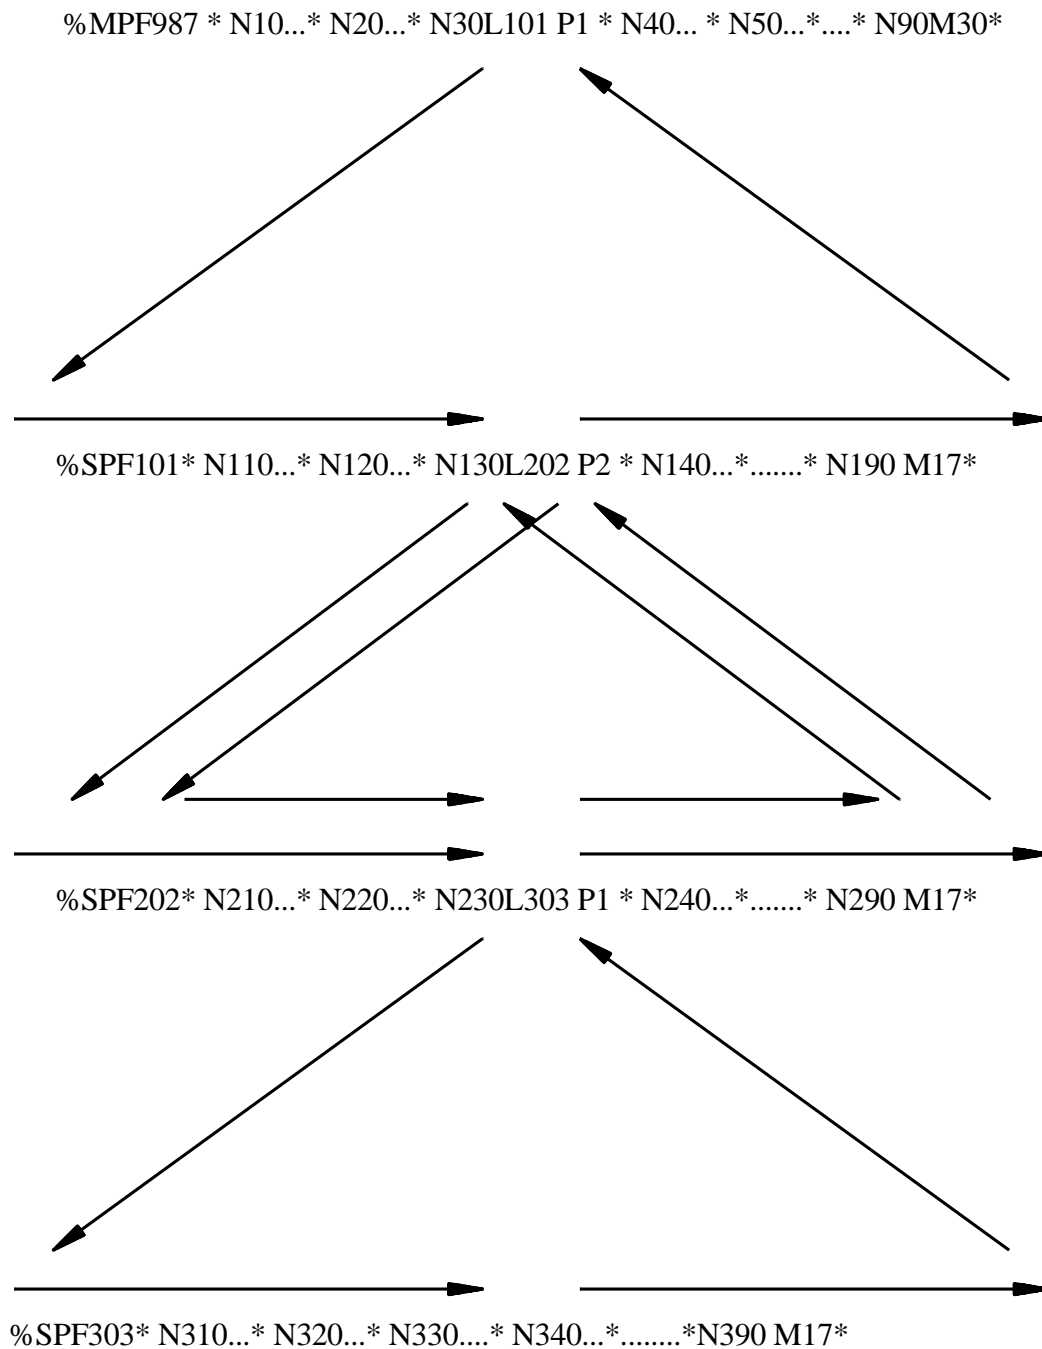 %MPF987 * N10...* N20...* N30L101 P1 * N40... * N50...*....* N90M30*
%SPF101* N110...* N120...* N130L202 P2 * N140...*.......* N190 M17*
%SPF202* N210...* N220...* N230L303 P1 * N240...*.......* N290 M17*
%SPF303* N310...* N320...* N330....* N340...*........*N390 M17*